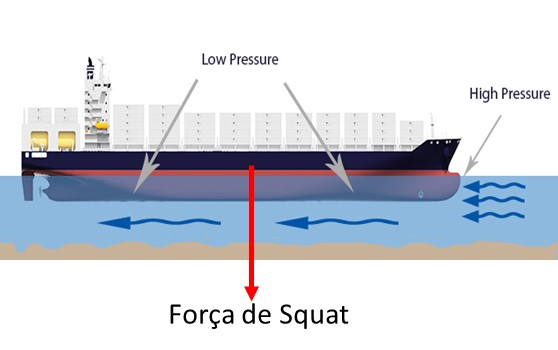 Low Pressure
High Pressure
Força de Squat